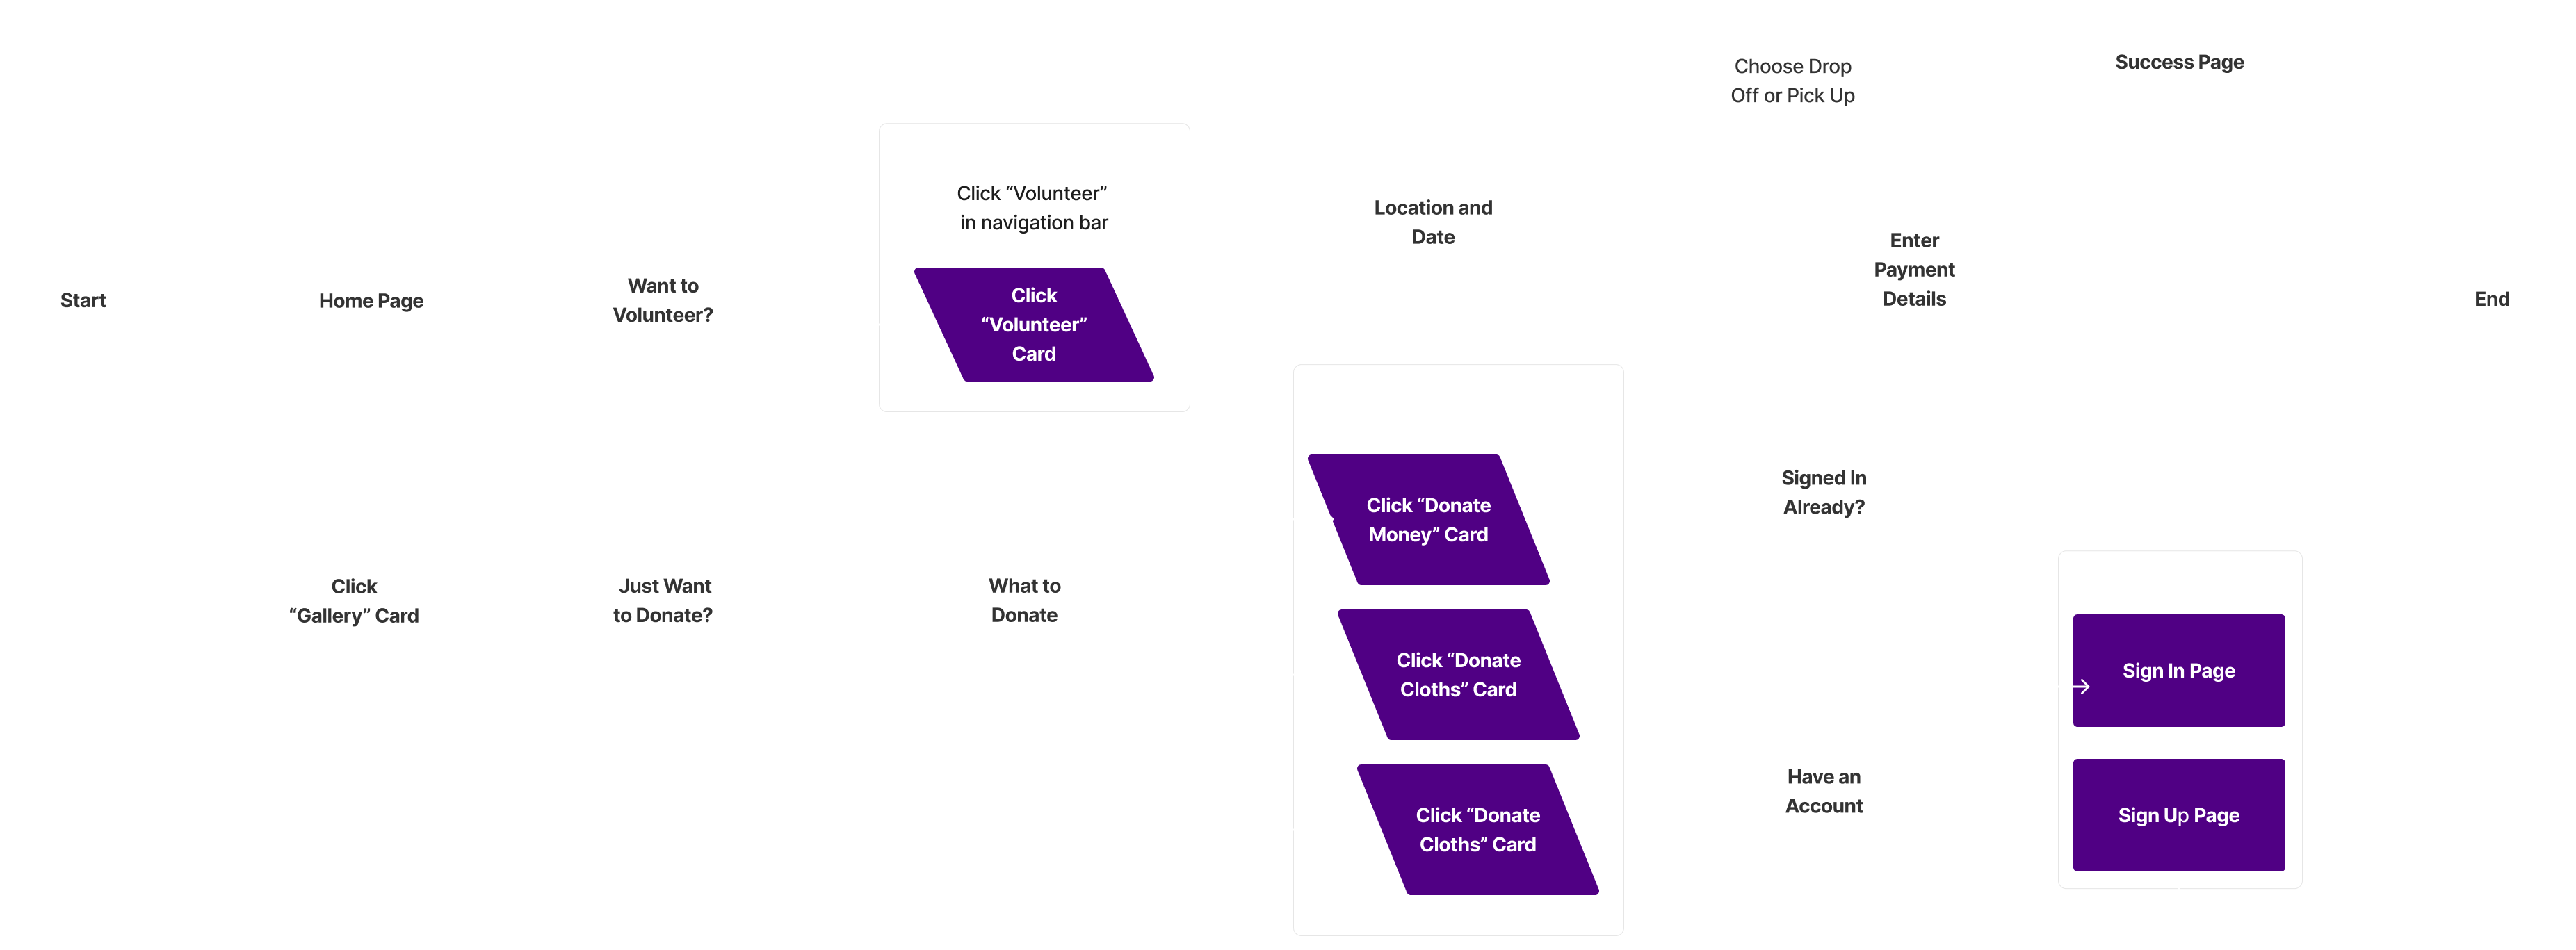 Choose Drop
Off or Pick Up
Success Page
Click “Volunteer”
in navigation bar
Location and
Date
Enter
Payment
Details
Start
Home Page
Want to
Volunteer?
Click
“Volunteer”
Card
End
Signed In
Already?
Click “Donate
Money” Card
Click
“Gallery” Card
Just Want
to Donate?
What to
Donate
Click “Donate
Cloths” Card
Sign In Page
Have an
Account
Click “Donate
Cloths” Card
Sign Up Page